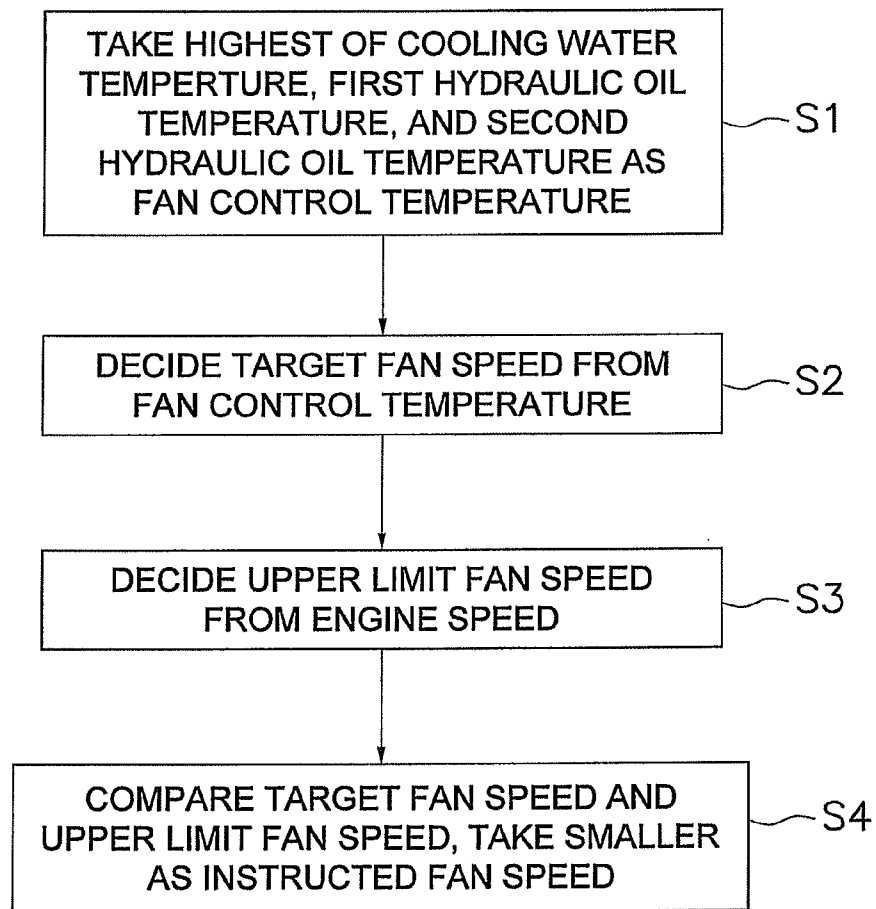 TAKE HIGHEST OF COOLING WATER
TEMPERTURE, FIRST HYDRAULIC OIL
TEMPERATURE, AND SECOND
HYDRAULIC OIL TEMPERATURE AS
FAN CONTROL TEMPERATURE
S1
DECIDE TARGET FAN SPEED FROM
FAN CONTROL TEMPERATURE
S2
DECIDE UPPER LIMIT FAN SPEED
FROM ENGINE SPEED
S3
COMPARE TARGET FAN SPEED AND
UPPER LIMIT FAN SPEED, TAKE SMALLER
AS INSTRUCTED FAN SPEED
S4